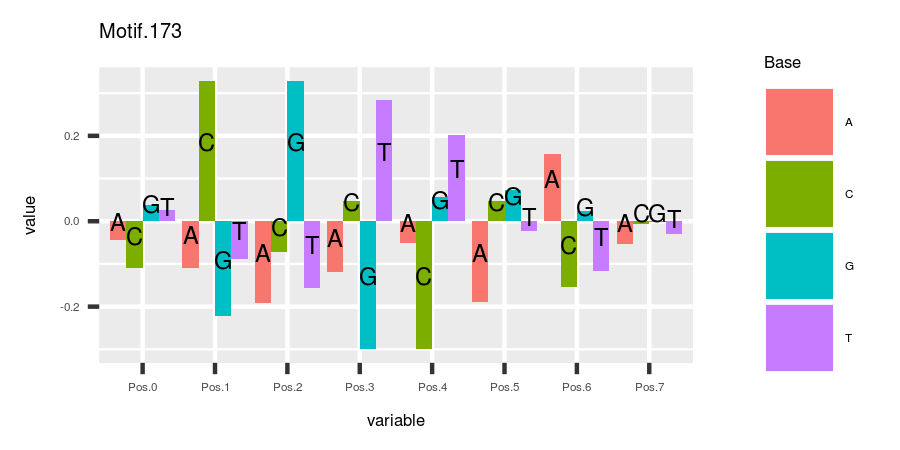 Motif.173
value
0.2
0.0
-0.2
A C G T
A C G T
A C G T
A C G T
A C G T
A C G T
A C G T
A C G T
Pos.0 Pos.1 Pos.2 Pos.3 Pos.4 Pos.5 Pos.6 Pos.7
variable
Base
A
C
G
T